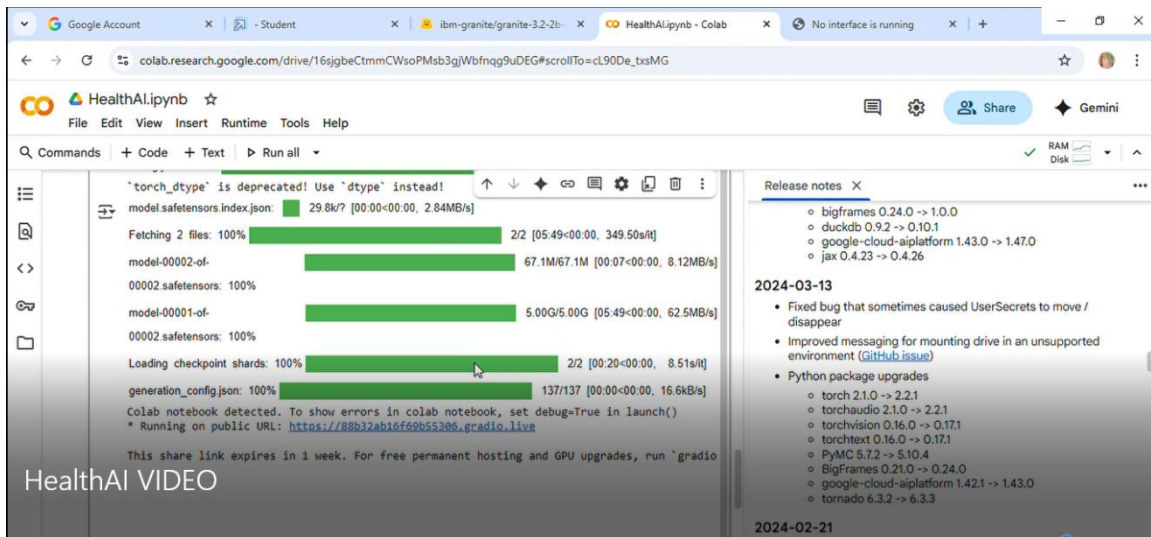 Google Account
- Student
ibm-granite/granite-3.2-2b-
HealthAI.ipynb - Colab
No interface is running
colab.research.google.com/drive/16sjgbeCtmmCWsoPMsb3gjWbfnqg9uDEG#scrollTo=cL90De_txsMG
HealthAI.ipynb
Share
Gemini
File Edit View Insert Runtime Tools Help
Commands + Code + Text Run all
RAM
Disk
`torch_dtype` is deprecated! Use `dtype` instead!
model.safetensors.index.json: 29.8k/? [00:00<00:00, 2.84MB/s]
Fetching 2 files: 100% 2/2 [05:49<00:00, 349.50s/it]
model-00002-of-
67.1M/67.1M [00:07<00:00, 8.12MB/s]
00002.safetensors: 100%
model-00001-of-
5.00G/5.00G [05:49<00:00, 62.5MB/s]
00002.safetensors: 100%
Loading checkpoint shards: 100% 2/2 [00:20<00:00, 8.51s/it]
generation_config.json: 100% 137/137 [00:00<00:00, 16.6kB/s]
Colab notebook detected. To show errors in colab notebook, set debug=True in launch()
* Running on public URL: https://88b32ab16f69b55306.gradio.live
This share link expires in 1 week. For free permanent hosting and GPU upgrades, run `gradio
HealthAI VIDEO
Release notes
bigframes 0.24.0 -> 1.0.0
duckdb 0.9.2 -> 0.10.1
google-cloud-aiplatform 1.43.0 -> 1.47.0
jax 0.4.23 -> 0.4.26
2024-03-13
Fixed bug that sometimes caused UserSecrets to move /
disappear
Improved messaging for mounting drive in an unsupported
environment (GitHub issue)
Python package upgrades
torch 2.1.0 -> 2.2.1
torchaudio 2.1.0 -> 2.2.1
torchvision 0.16.0 -> 0.17.1
torchtext 0.16.0 -> 0.17.1
PyMC 5.7.2 -> 5.10.4
BigFrames 0.21.0 -> 0.24.0
google-cloud-aiplatform 1.42.1 -> 1.43.0
tornado 6.3.2 -> 6.3.3
2024-02-21